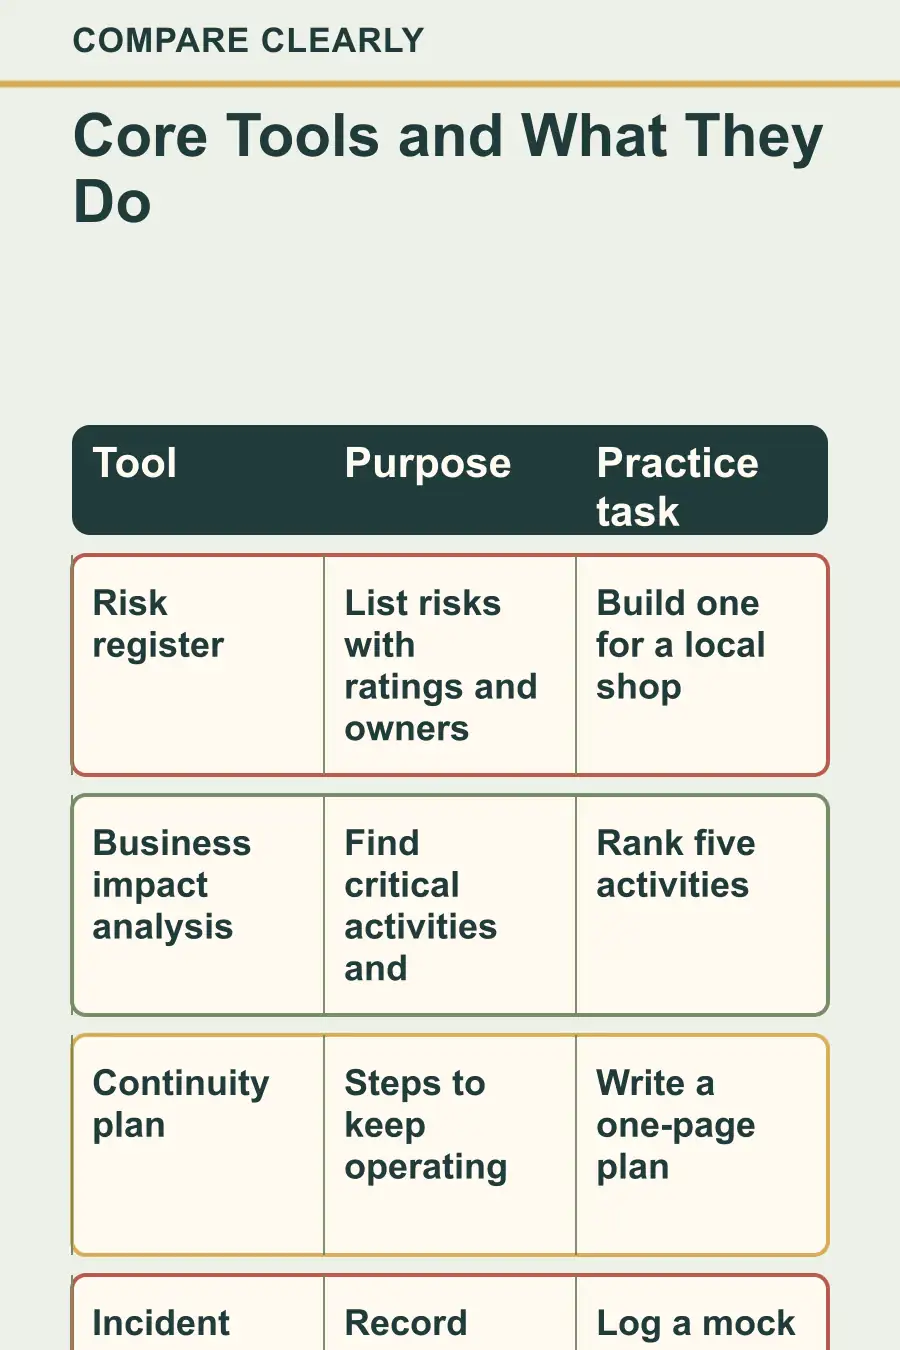 COMPARE CLEARLY
Core Tools and What They
Do
Tool
Purpose
Practice
task
Risk
register
List risks
with
ratings and
owners
Build one
for a local
shop
Business
impact
analysis
Find
critical
activities
and
Rank five
activities
Continuity
plan
Steps to
keep
operating
Write a
one-page
plan
Incident
Record
Log a mock